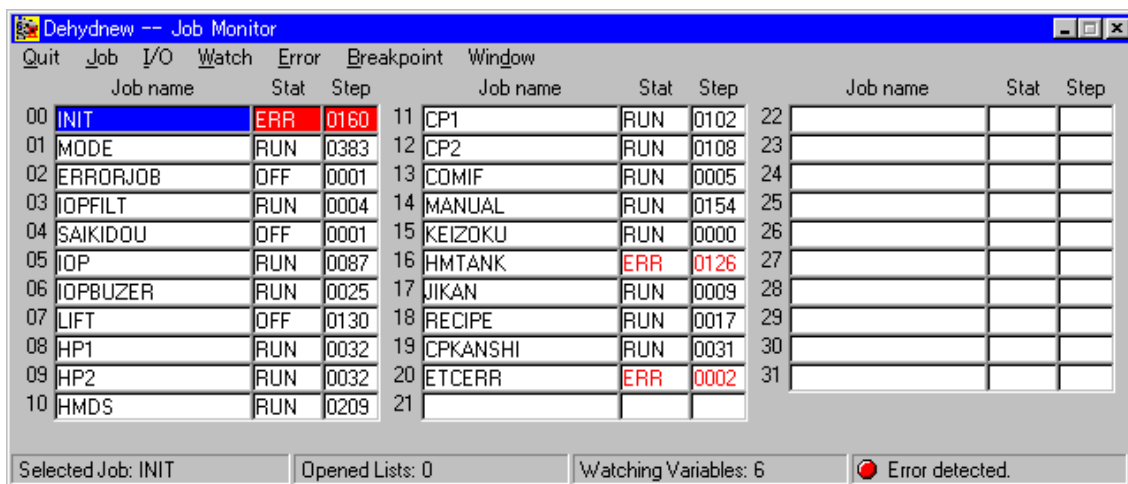 Dehydnew -- Job Monitor
Quit Job I/O Watch Error Breakpoint Window
Job name Stat Step Job name Stat Step Job name Stat Step
00 INIT ERR 0160 11 CP1 RUN 0102 22
01 MODE RUN 0383 12 CP2 RUN 0108 23
02 ERRORJOB OFF 0001 13 COMIF RUN 0005 24
03 IOPFILT RUN 0004 14 MANUAL RUN 0154 25
04 SAIKIDOU OFF 0001 15 KEIZOKU RUN 0000 26
05 IOP RUN 0087 16 HMTANK ERR 0126 27
06 IOPBUZER RUN 0025 17 JIKAN RUN 0009 28
07 LIFT OFF 0130 18 RECIPE RUN 0017 29
08 HP1 RUN 0032 19 CPKANSHI RUN 0031 30
09 HP2 RUN 0032 20 ETCERR ERR 0002 31
10 HMDS RUN 0209 21
Selected Job: INIT Opened Lists: 0 Watching Variables: 6 Error detected.